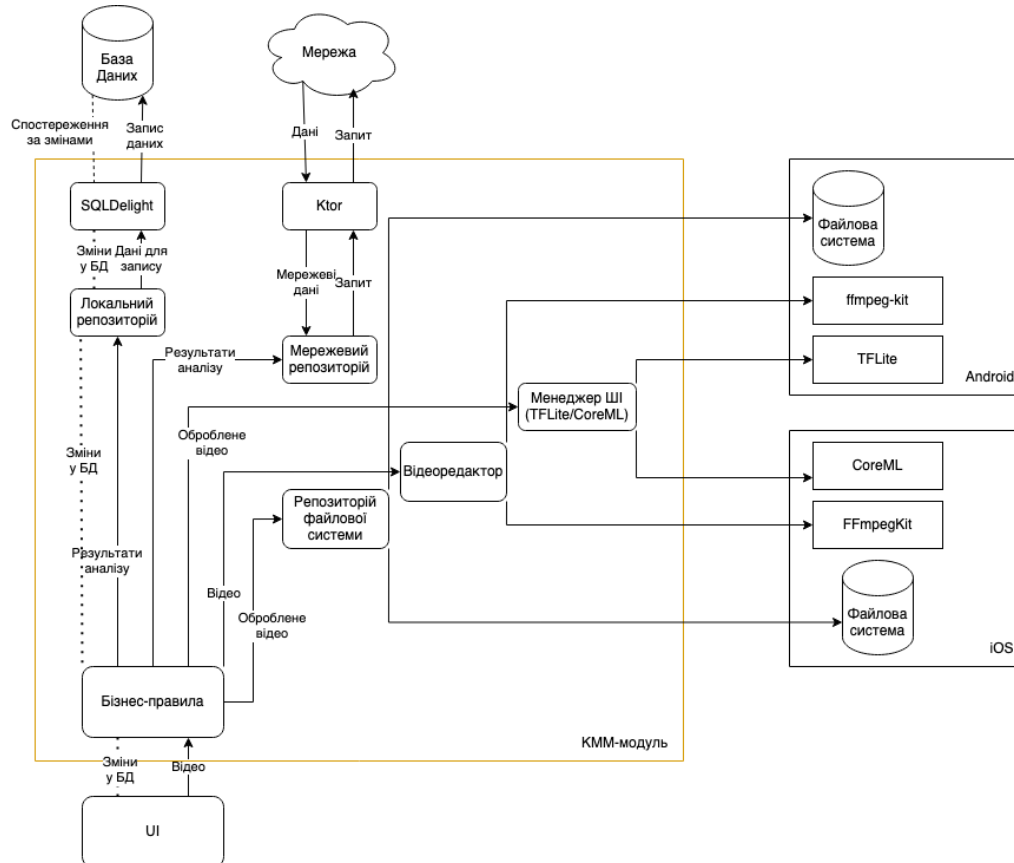 База
Даних
Мережа
Спостереження
за змінами
Запис
даних
Дані
Запит
SQLDelight
Ktor
Файлова
система
Зміни
у БД
Дані для
запису
Мережеві
дані
Запит
ffmpeg-kit
Локальний
репозиторій
Мережевий
репозиторій
Результати
аналізу
TFLite
Android
Менеджер ШІ
(TFLite/CoreML)
Оброблене
відео
Зміни
у БД
Відеоредактор
CoreML
Репозиторій
файлової
системи
FFmpegKit
Результати
аналізу
Відео
Оброблене
відео
Файлова
система
iOS
Бізнес-правила
KMM-модуль
Зміни
у БД
Відео
UI